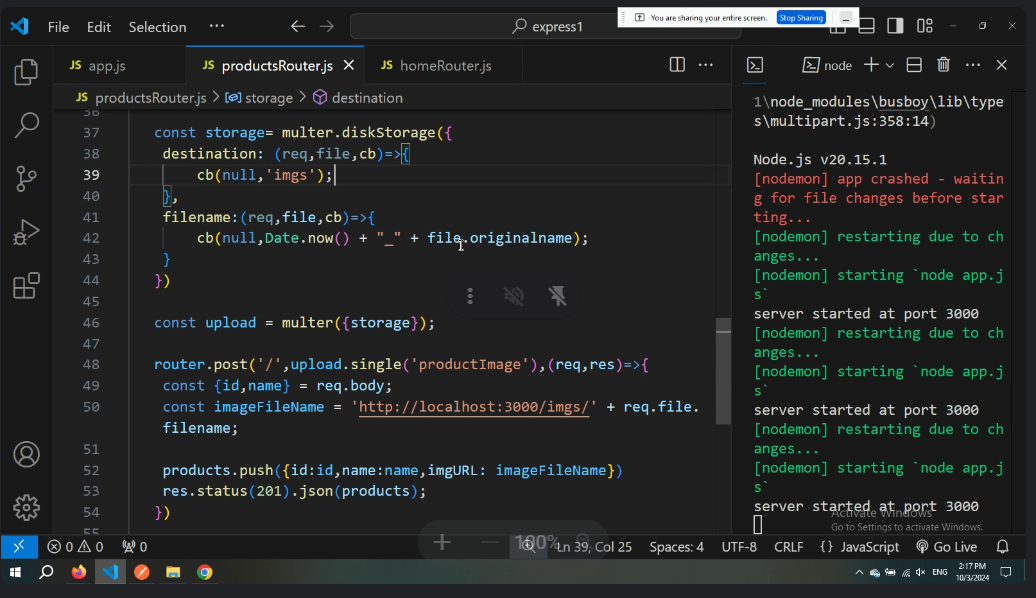 File Edit Selection ··· express1
You are sharing your entire screen. Stop Sharing
JS app.js JS productsRouter.js JS homeRouter.js
JS productsRouter.js > storage > destination
36
37 const storage= multer.diskStorage({
38 destination: (req,file,cb)=>{
39 cb(null,'imgs');
40 },
41 filename:(req,file,cb)=>{
42 cb(null,Date.now() + "_" + file.originalname);
43 }
44 })
45
46 const upload = multer({storage});
47
48 router.post('/',upload.single('productImage'),(req,res)=>{
49 const {id,name} = req.body;
50 const imageFileName = 'http://localhost:3000/imgs/' + req.file.
filename;
51
52 products.push({id:id,name:name,imgURL: imageFileName})
53 res.status(201).json(products);
54 })
55
node
1\node_modules\busboy\lib\type
s\multipart.js:358:14)
Node.js v20.15.1
[nodemon] app crashed - waitin
g for file changes before star
ting...
[nodemon] restarting due to ch
anges...
[nodemon] starting `node app.j
s`
server started at port 3000
[nodemon] restarting due to ch
anges...
[nodemon] starting `node app.j
s`
server started at port 3000
[nodemon] restarting due to ch
anges...
[nodemon] starting `node app.j
s`
server started at port 3000
Activate Windows
Go to Settings to activate Windows.
100%
0 0 0 Ln 39, Col 25 Spaces: 4 UTF-8 CRLF {} JavaScript Go Live
ENG 2:17 PM
10/3/2024